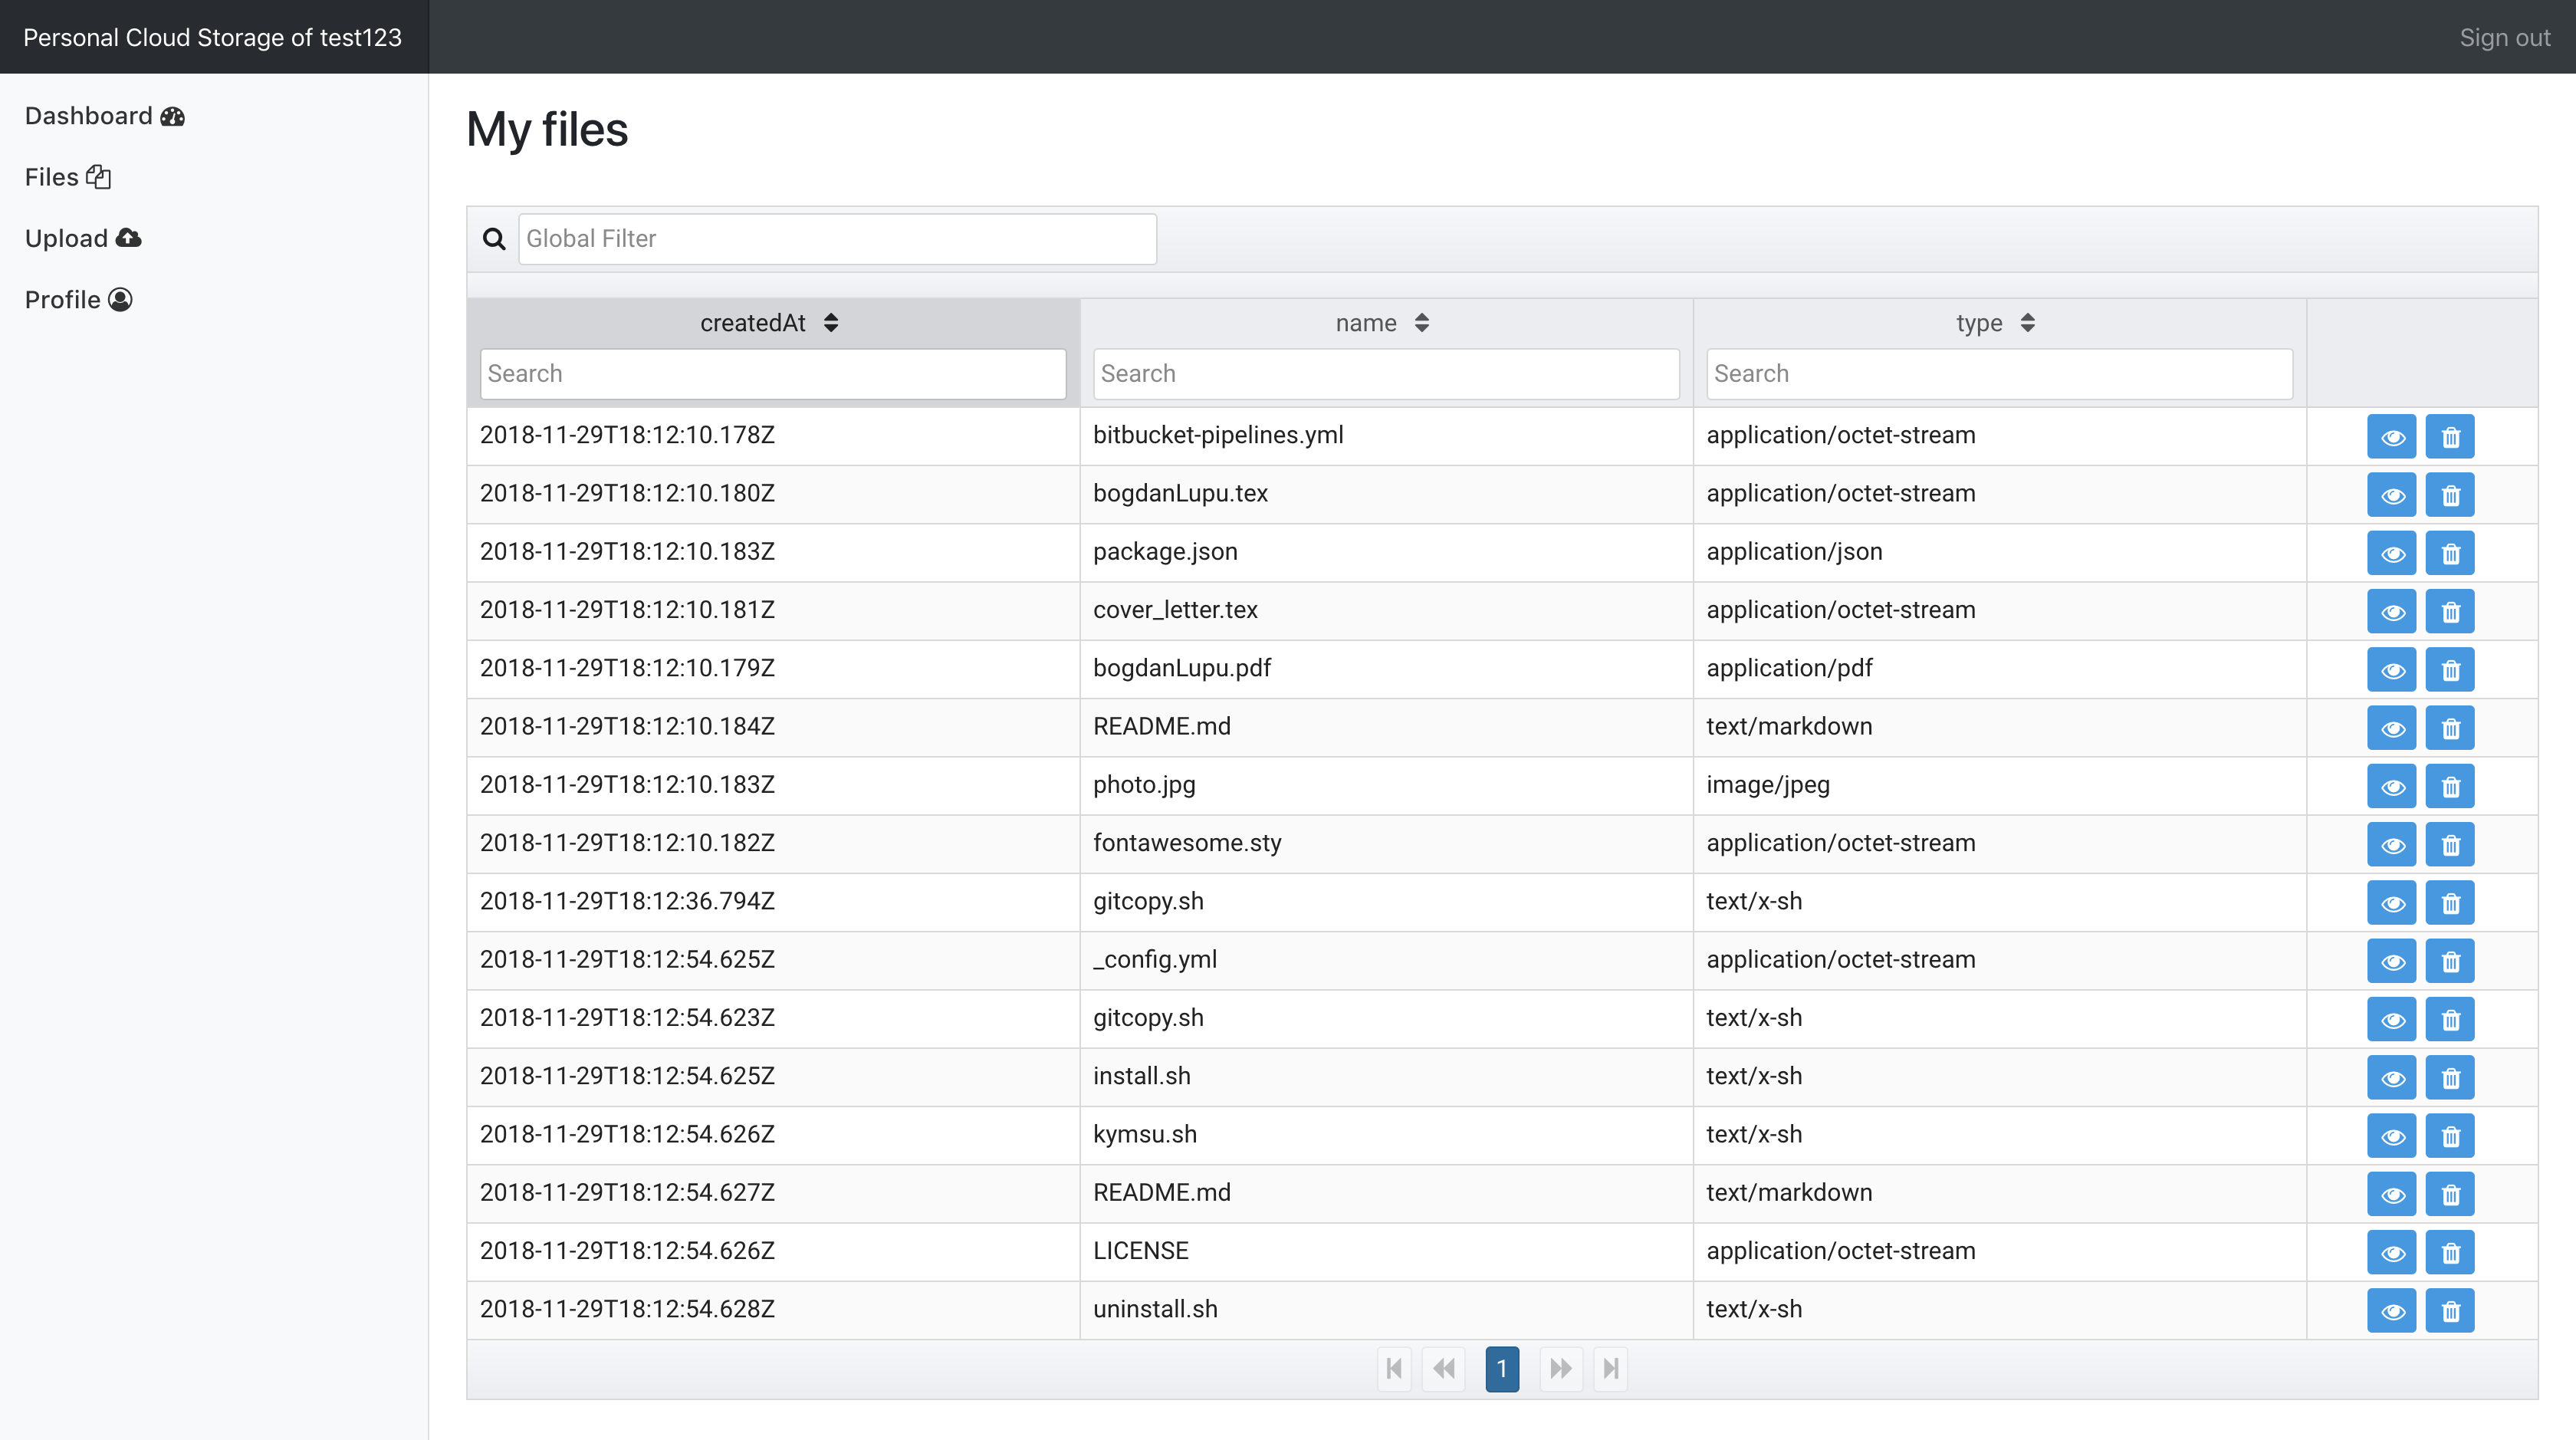 Personal Cloud Storage of test123 Sign out
Dashboard
Files
Upload
Profile
My files
Global Filter
createdAt name type
Search Search Search
2018-11-29T18:12:10.178Z bitbucket-pipelines.yml application/octet-stream
2018-11-29T18:12:10.180Z bogdanLupu.tex application/octet-stream
2018-11-29T18:12:10.183Z package.json application/json
2018-11-29T18:12:10.181Z cover_letter.tex application/octet-stream
2018-11-29T18:12:10.179Z bogdanLupu.pdf application/pdf
2018-11-29T18:12:10.184Z README.md text/markdown
2018-11-29T18:12:10.183Z photo.jpg image/jpeg
2018-11-29T18:12:10.182Z fontawesome.sty application/octet-stream
2018-11-29T18:12:36.794Z gitcopy.sh text/x-sh
2018-11-29T18:12:54.625Z _config.yml application/octet-stream
2018-11-29T18:12:54.623Z gitcopy.sh text/x-sh
2018-11-29T18:12:54.625Z install.sh text/x-sh
2018-11-29T18:12:54.626Z kymsu.sh text/x-sh
2018-11-29T18:12:54.627Z README.md text/markdown
2018-11-29T18:12:54.626Z LICENSE application/octet-stream
2018-11-29T18:12:54.628Z uninstall.sh text/x-sh
1